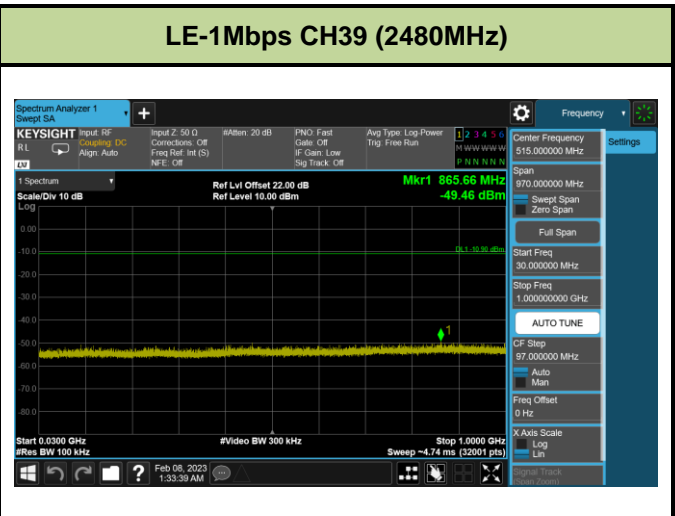 LE-1Mbps CH39 (2480MHz)
Spectrum Analyzer 1
Swept SA
+
Frequency
KEYSIGHT
RL
LXI
Input: RF
Coupling: DC
Align: Auto
Input Z: 50 Ω
Corrections: Off
Freq Ref: Int (S)
NFE: Off
#Atten: 20 dB
PNO: Fast
Gate: Off
IF Gain: Low
Sig Track: Off
Avg Type: Log-Power
Trig: Free Run
1 2 3 4 5 6
M W W W W W
P N N N N N
1 Spectrum
Scale/Div 10 dB
Log
Ref Lvl Offset 22.00 dB
Ref Level 10.00 dBm
Mkr1 865.66 MHz
-49.46 dBm
0.00
-10.0
DL1 -10.50 dBm
-20.0
-30.0
-40.0
1
-50.0
-60.0
-70.0
-80.0
Start 0.0300 GHz
#Res BW 100 kHz
#Video BW 300 kHz
Stop 1.0000 GHz
Sweep ~4.74 ms (32001 pts)
?
Feb 08, 2023
1:33:39 AM
Center Frequency
515.000000 MHz
Settings
Span
970.000000 MHz
Swept Span
Zero Span
Full Span
Start Freq
30.000000 MHz
Stop Freq
1.000000000 GHz
AUTO TUNE
CF Step
97.000000 MHz
Auto
Man
Freq Offset
0 Hz
X Axis Scale
Log
Lin
Signal Track
(Span Zoom)